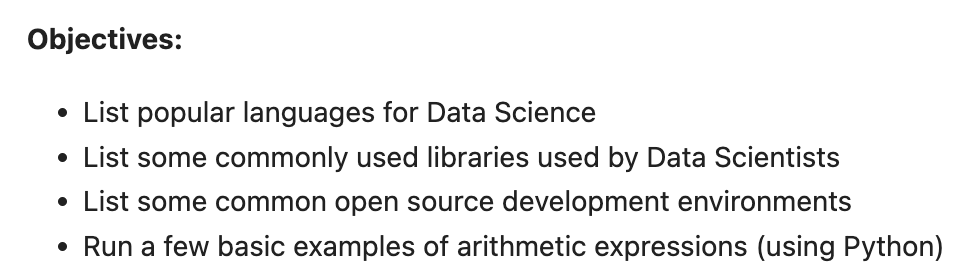 Objectives:
• List popular languages for Data Science
• List some commonly used libraries used by Data Scientists
• List some common open source development environments
• Run a few basic examples of arithmetic expressions (using Python)